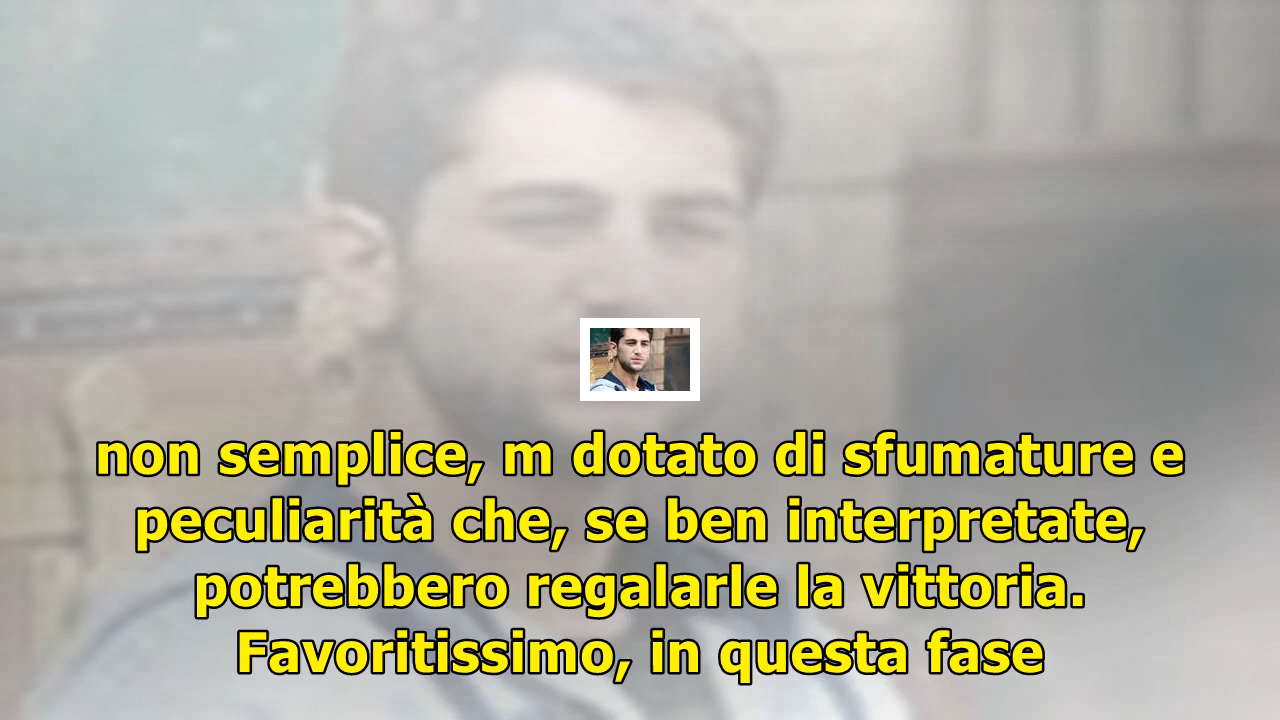 non semplice, m dotato di sfumature e
peculiarità che, se ben interpretate,
potrebbero regalarle la vittoria.
Favoritissimo, in questa fase